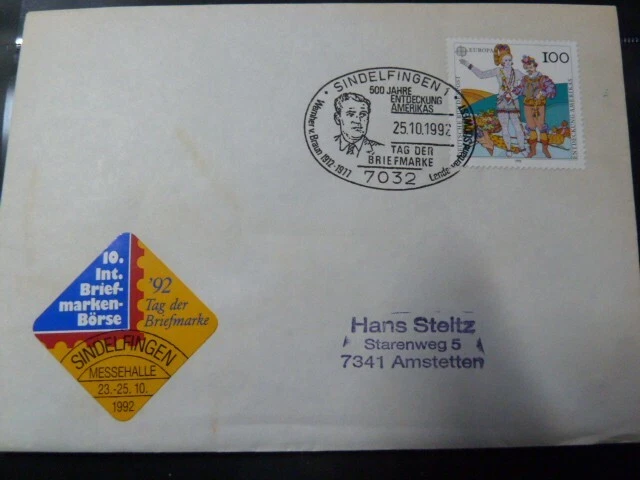 SINDELFINGEN 1
500 JAHRE
ENTDECKUNG
AMERIKAS
25.10.1992
TAG DER
BRIEFMARKE
7032
Wernher v. Braun 1912-1977
EUROPA
100
10.
Int.
Brief-
marken-
Börse
'92
Tag der
Briefmarke
SINDELFINGEN
MESSEHALLE
23.-25. 10.
1992
Hans Steltz
Starenweg 5
7341 Amstetten